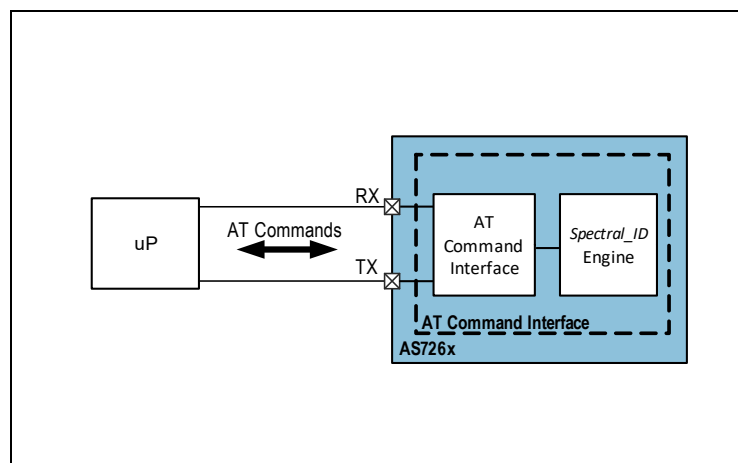 RX
uP
AT Commands
TX
AT
Command
Interface
Spectral_ID
Engine
AT Command Interface
AS726x